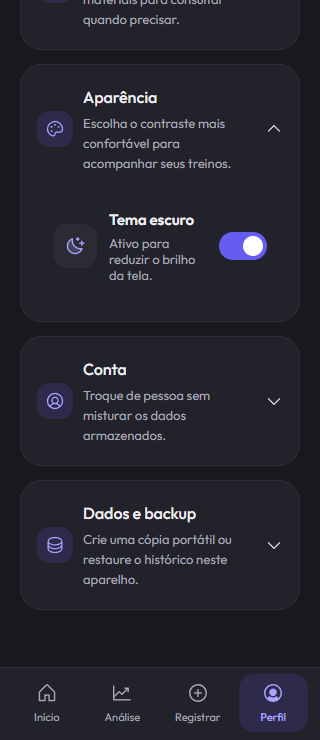 materiais para consultar
quando precisar.
Aparência
Escolha o contraste mais
confortável para
acompanhar seus treinos.
Tema escuro
Ativo para
reduzir o brilho
da tela.
Conta
Troque de pessoa sem
misturar os dados
armazenados.
Dados e backup
Crie uma cópia portátil ou
restaure o histórico neste
aparelho.
Início
Análise
Registrar
Perfil